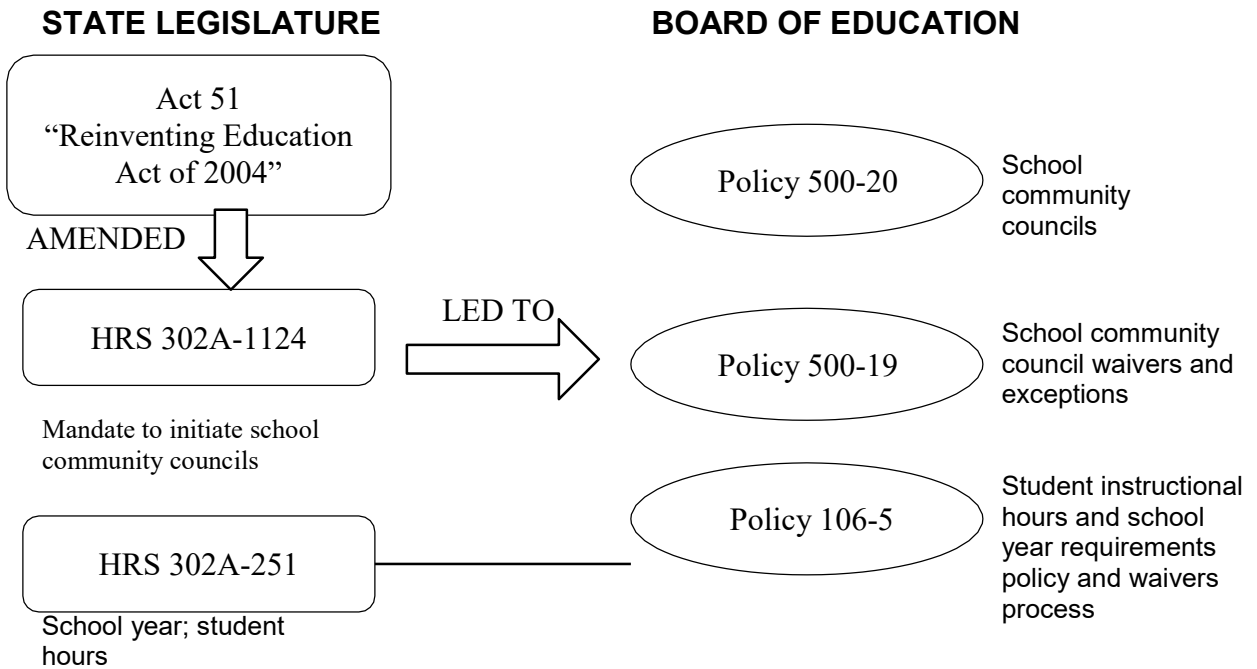 STATE LEGISLATURE
BOARD OF EDUCATION
Act 51
“Reinventing Education
Act of 2004”
AMENDED
HRS 302A-1124
Mandate to initiate school
community councils
LED TO
HRS 302A-251
School year; student
hours
Policy 500-20
School
community
councils
Policy 500-19
School community
council waivers and
exceptions
Policy 106-5
Student instructional
hours and school
year requirements
policy and waivers
process